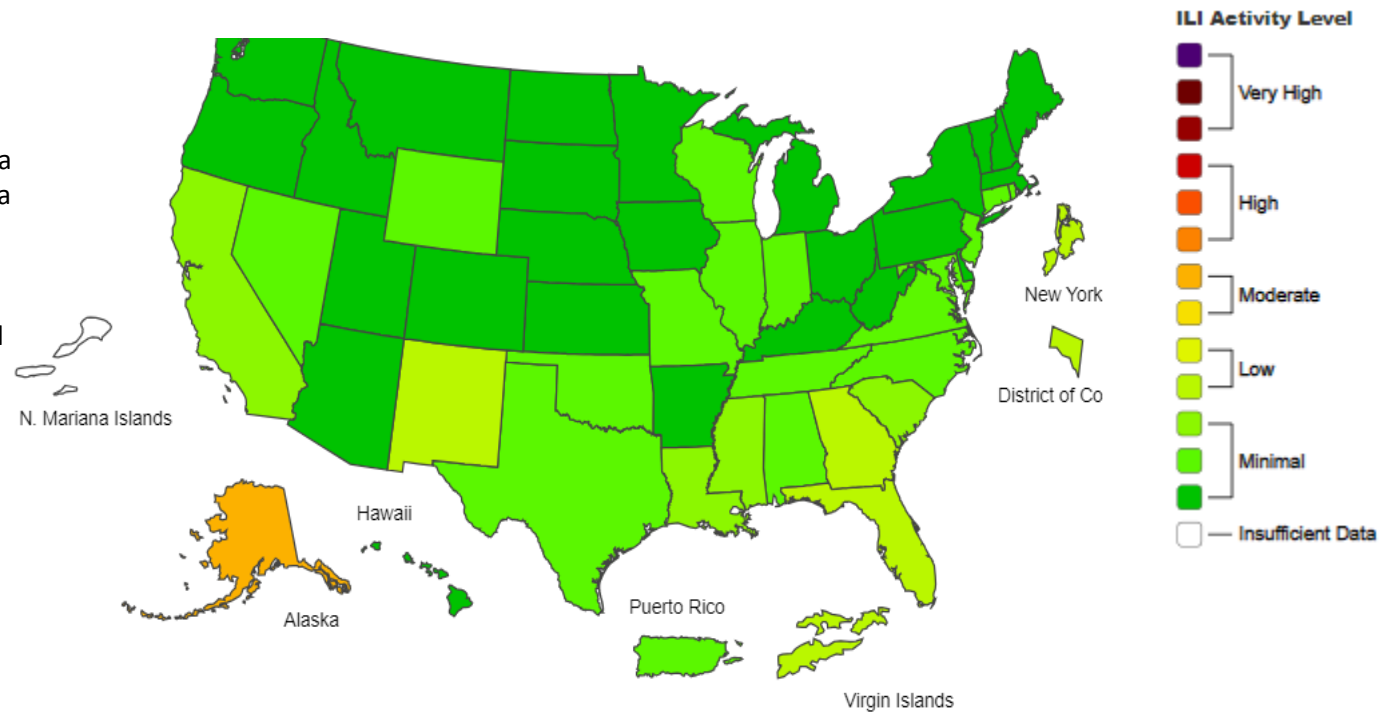 ILI Activity Level
Very High
High
Moderate
Low
Minimal
Insufficient Data
a
a
l
New York
District of Co
N. Mariana Islands
Hawaii
Alaska
Puerto Rico
Virgin Islands